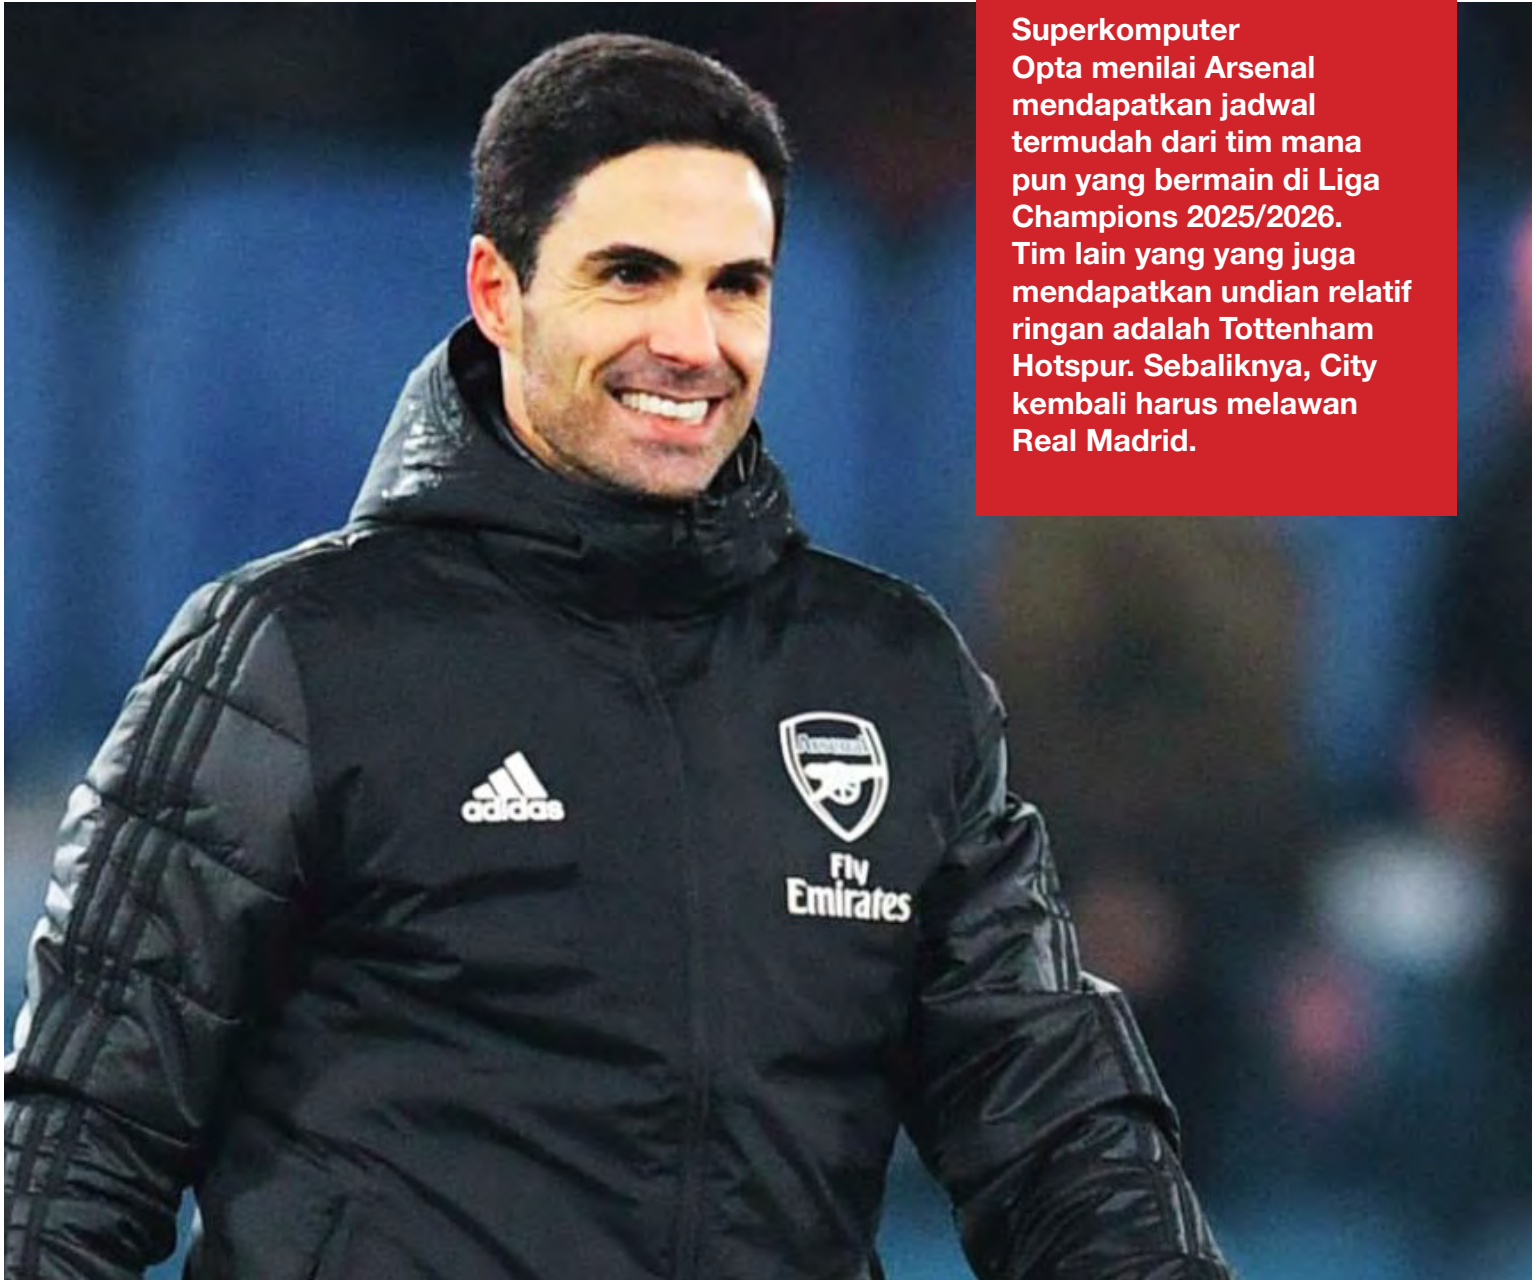 Superkomputer
Opta menilai Arsenal
mendapatkan jadwal
termudah dari tim mana
pun yang bermain di Liga
Champions 2025/2026.
Tim lain yang yang juga
mendapatkan undian relatif
ringan adalah Tottenham
Hotspur. Sebaliknya, City
kembali harus melawan
Real Madrid.
adidas
Arsenal
Fly
Emirates